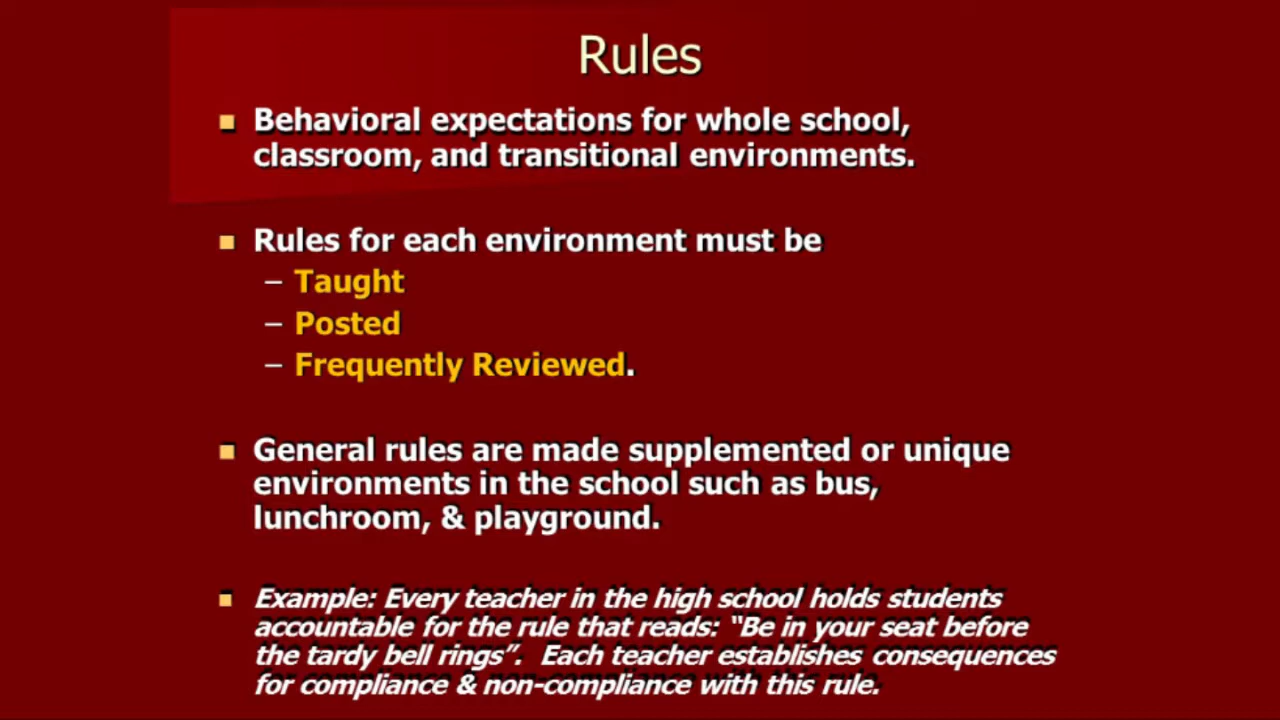 Rules
Behavioral expectations for whole school,
classroom, and transitional environments.
Rules for each environment must be
– Taught
– Posted
– Frequently Reviewed.
General rules are made supplemented or unique
environments in the school such as bus,
lunchroom, & playground.
Example: Every teacher in the high school holds students
accountable for the rule that reads: “Be in your seat before
the tardy bell rings”. Each teacher establishes consequences
for compliance & non-compliance with this rule.